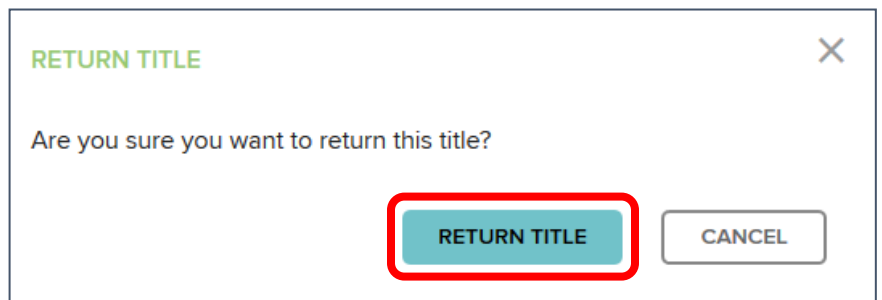 RETURN TITLE
Are you sure you want to return this title?
RETURN TITLE
CANCEL